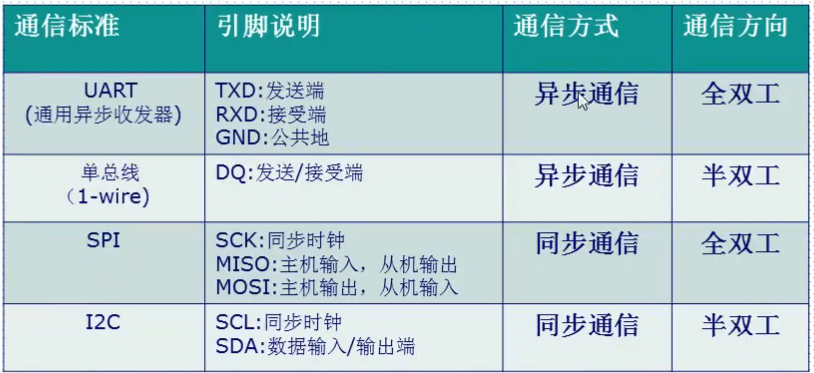 通信标准 引脚说明 通信方式 通信方向
UART
(通用异步收发器)
TXD:发送端
RXD:接受端
GND:公共地
异步通信
全双工
单总线
（1-wire)
DQ:发送/接受端
异步通信
半双工
SPI
SCK:同步时钟
MISO:主机输入，从机输出
MOSI:主机输出，从机输入
同步通信
全双工
I2C
SCL:同步时钟
SDA:数据输入/输出端
同步通信
半双工